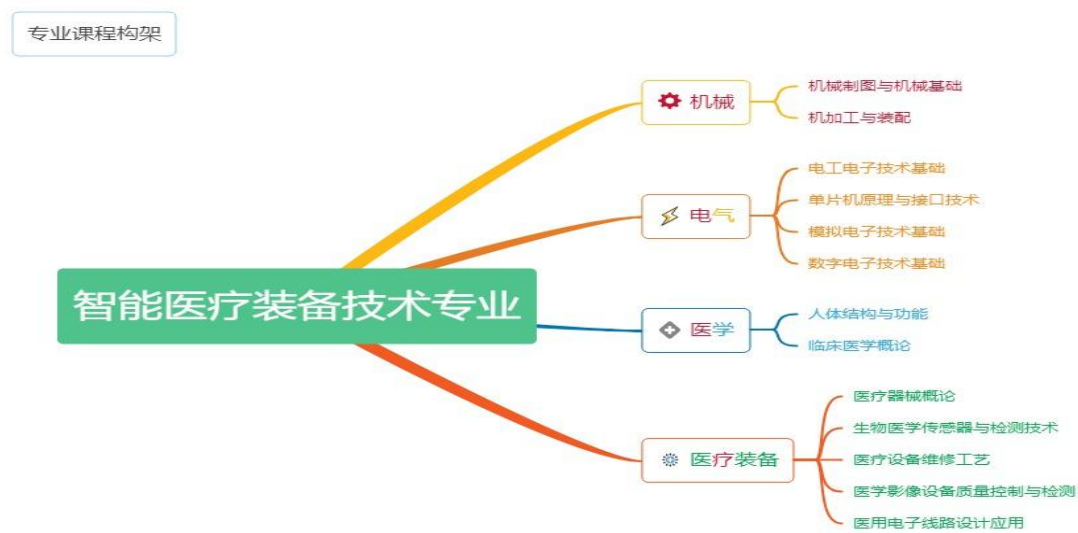 专业课程构架
智能医疗装备技术专业
机械
机械制图与机械基础
机加工与装配
电气
电工电子技术基础
单片机原理与接口技术
模拟电子技术基础
数字电子技术基础
医学
人体结构与功能
临床医学概论
医疗装备
医疗器械概论
生物医学传感器与检测技术
医疗设备维修工艺
医学影像设备质量控制与检测
医用电子线路设计应用